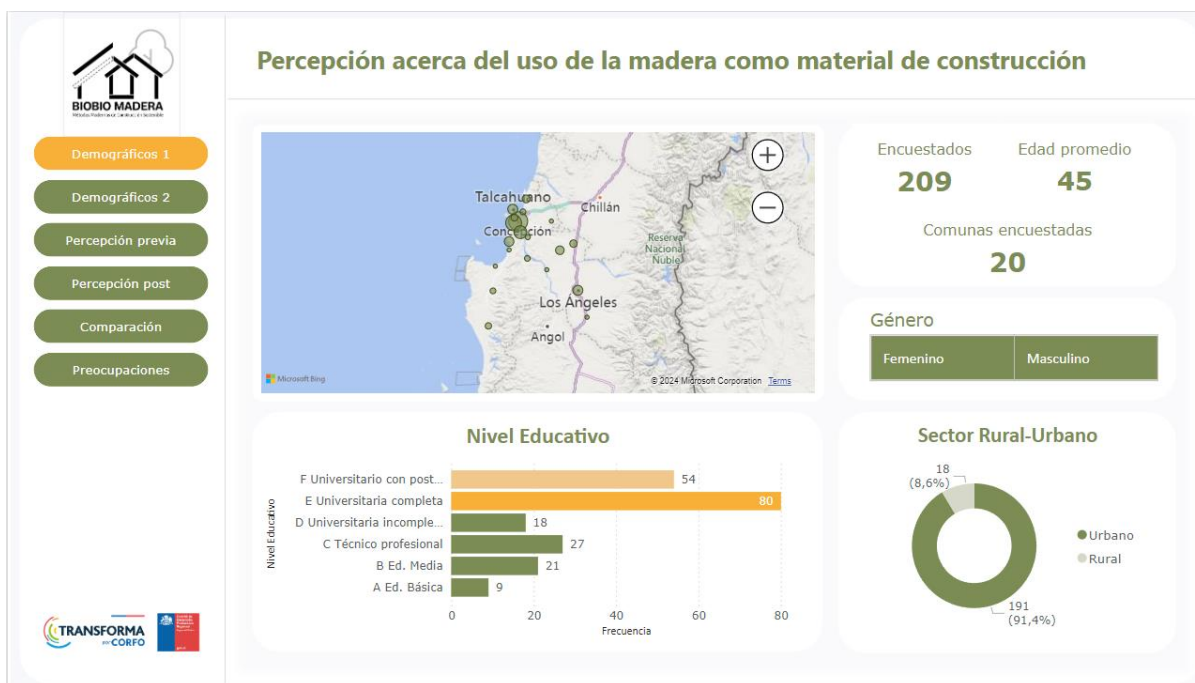 BIOBIO MADERA
Percepción acerca del uso de la madera como material de construcción
Demográficos 1
Demográficos 2
Percepción previa
Percepción post
Comparación
Preocupaciones
TRANSFORMA
CORFO
Talcahuano
Chillán
Concepción
Reserva
Nacional
Ñuble
Los Ángeles
Angol
+
−
Microsoft Bing
© 2024 Microsoft Corporation Terms
Encuestados
209
Edad promedio
45
Comunas encuestadas
20
Género
Femenino
Masculino
Nivel Educativo
Nivel Educativo
F Universitario con post... 54
E Universitaria completa 80
D Universitaria incomple... 18
C Técnico profesional 27
B Ed. Media 21
A Ed. Básica 9
0 20 40 60 80
Frecuencia
Sector Rural-Urbano
18
(8,6%)
Urbano
Rural
191
(91,4%)